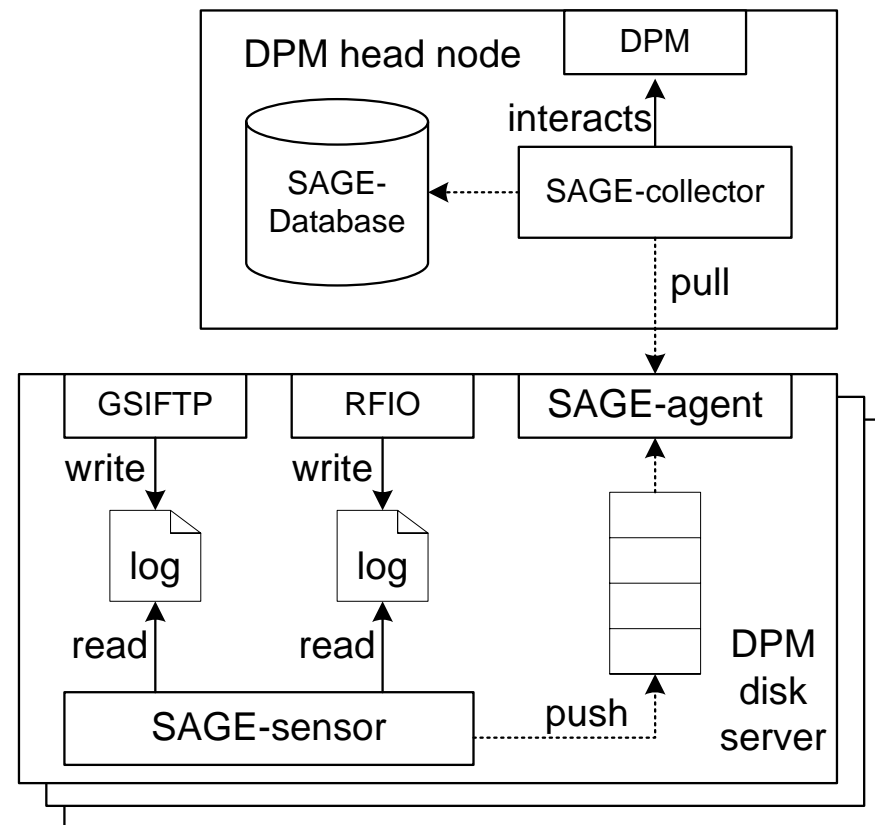 DPM head node
DPM
interacts
SAGE-
Database
SAGE-collector
pull
GSIFTP
RFIO
SAGE-agent
write
write
log
log
read
read
SAGE-sensor
push
DPM
disk
server